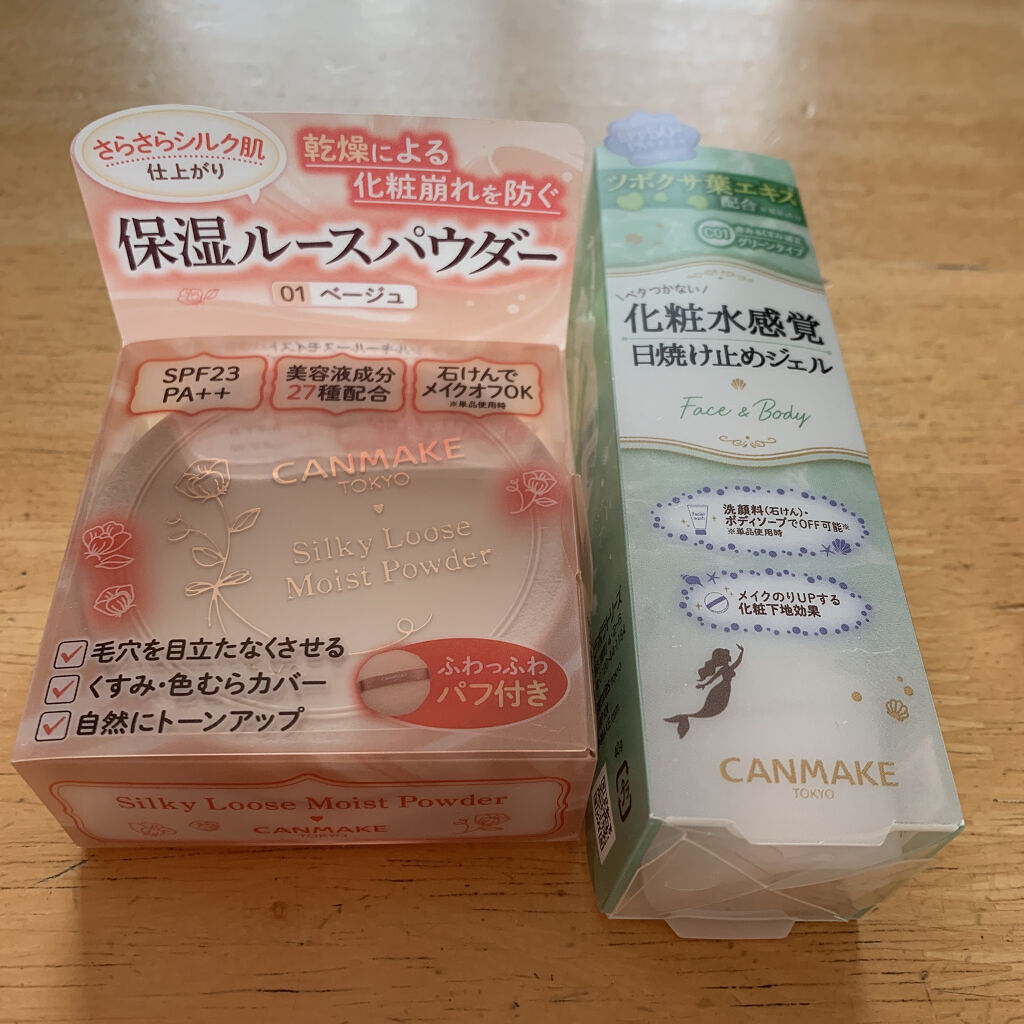 さらさらシルク肌
仕上がり
乾燥による
化粧崩れを防ぐ
保湿ルースパウダー
01 ベージュ
SPF23
PA++
美容液成分
27種配合
石けんで
メイクオフOK
※単品使用時
CANMAKE
TOKYO
Silky Loose
Moist Powder
毛穴を目立たなくさせる
くすみ・色むらカバー
自然にトーンアップ
ふわっふわ
パフ付き
Silky Loose Moist Powder
CANMAKE
TOKYO
ツボクサ葉エキス
配合
C01
グリーンタイプ
\ベタつかない/
化粧水感覚
日焼け止めジェル
Face & Body
洗顔料(石けん)・
ボディソープでOFF可能※
※単品使用時
メイクのりUPする
化粧下地効果
CANMAKE
TOKYO